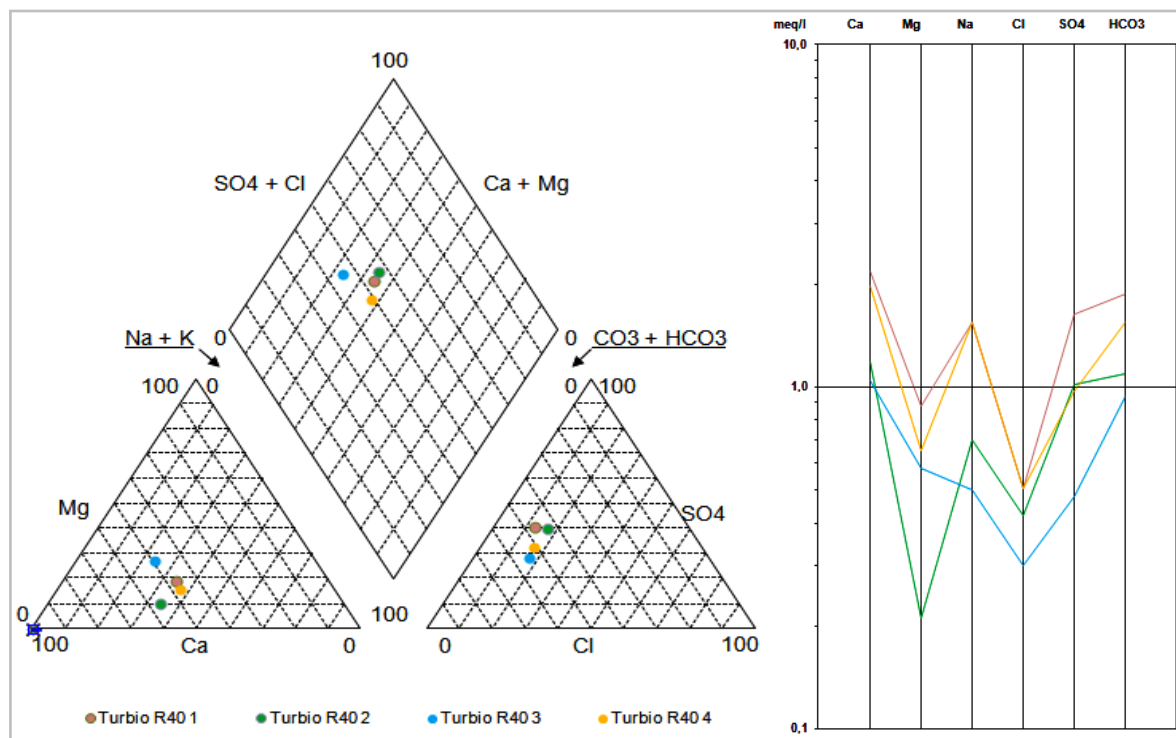 100
SO4 + Cl
Ca + Mg
0
0
Na + K
CO3 + HCO3
100
0
0
100
Mg
SO4
0
100
100
Ca
0
0
Cl
100
Turbio R40 1
Turbio R40 2
Turbio R40 3
Turbio R40 4
meq/l
Ca
Mg
Na
Cl
SO4
HCO3
10,0
1,0
0,1